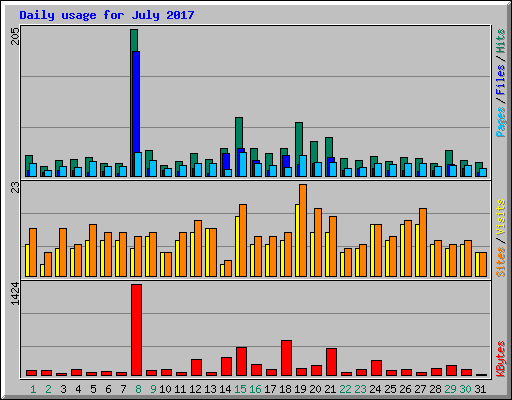 Daily usage for July 2017
205
Pages / Files / Hits
23
Sites / Visits
1424
KBytes
1 2 3 4 5 6 7 8 9 10 11 12 13 14 15 16 17 18 19 20 21 22 23 24 25 26 27 28 29 30 31